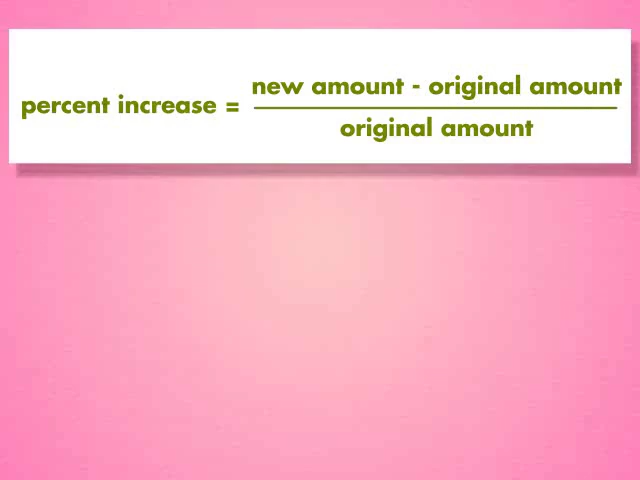 percent increase = new amount - original amount
original amount